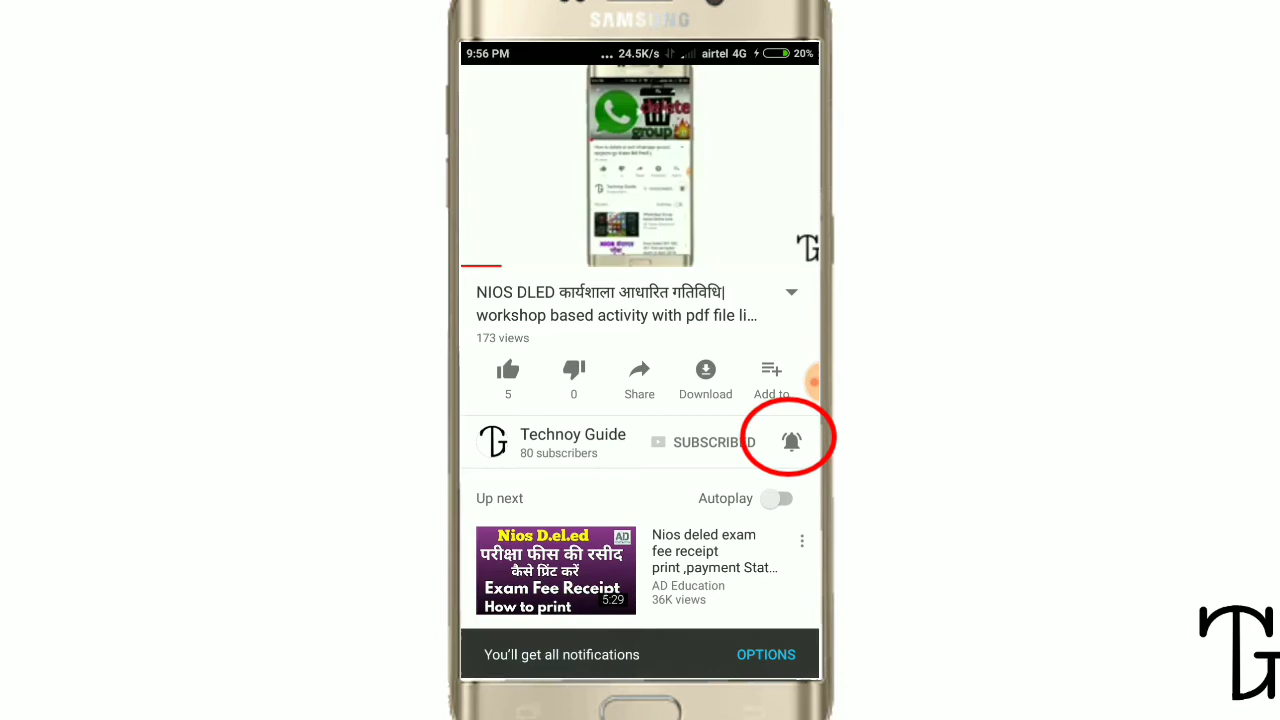 SAMSUNG
9:56 PM ... 24.5K/s airtel 4G 20%
delete
group
NIOS DLED कार्यशाला आधारित गतिविधि|
workshop based activity with pdf file li...
173 views
5 0 Share Download Add to
Technoy Guide SUBSCRIBED
80 subscribers
Up next Autoplay
Nios D.el.ed AD
परीक्षा फीस की रसीद
कैसे प्रिंट करें
Exam Fee Receipt
How to print 5:29
Nios deled exam
fee receipt
print ,payment Stat...
AD Education
36K views
You'll get all notifications OPTIONS
TG